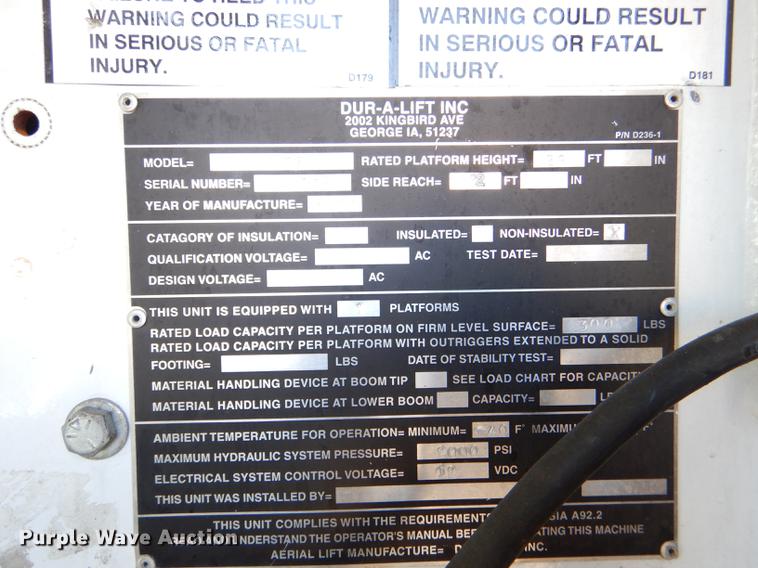 WARNING COULD RESULT
IN SERIOUS OR FATAL
INJURY.
D179
WARNING COULD RESULT
IN SERIOUS OR FATAL
INJURY.
D181
DUR-A-LIFT INC
2002 KINGBIRD AVE
GEORGE IA, 51237
P/N D236-1
MODEL= RATED PLATFORM HEIGHT= FT IN
SERIAL NUMBER= SIDE REACH= FT IN
YEAR OF MANUFACTURE=
CATAGORY OF INSULATION= INSULATED= NON-INSULATED= X
QUALIFICATION VOLTAGE= AC TEST DATE=
DESIGN VOLTAGE= AC
THIS UNIT IS EQUIPPED WITH 1 PLATFORMS
RATED LOAD CAPACITY PER PLATFORM ON FIRM LEVEL SURFACE= 300 LBS
RATED LOAD CAPACITY PER PLATFORM WITH OUTRIGGERS EXTENDED TO A SOLID
FOOTING= LBS DATE OF STABILITY TEST=
MATERIAL HANDLING DEVICE AT BOOM TIP SEE LOAD CHART FOR
MATERIAL HANDLING DEVICE AT LOWER BOOM CAPACITY=
AMBIENT TEMPERATURE FOR OPERATION= MINIMUM= -40 F°
MAXIMUM HYDRAULIC SYSTEM PRESSURE= PSI
ELECTRICAL SYSTEM CONTROL VOLTAGE= 12 VDC
THIS UNIT WAS INSTALLED BY=
THIS UNIT COMPLIES WITH THE REQUIREMENTS A92.2
UNDERSTAND THE OPERATOR'S MANUAL THIS MACHINE
AERIAL LIFT MANUFACTURE= INC.
Purple Wave Auction